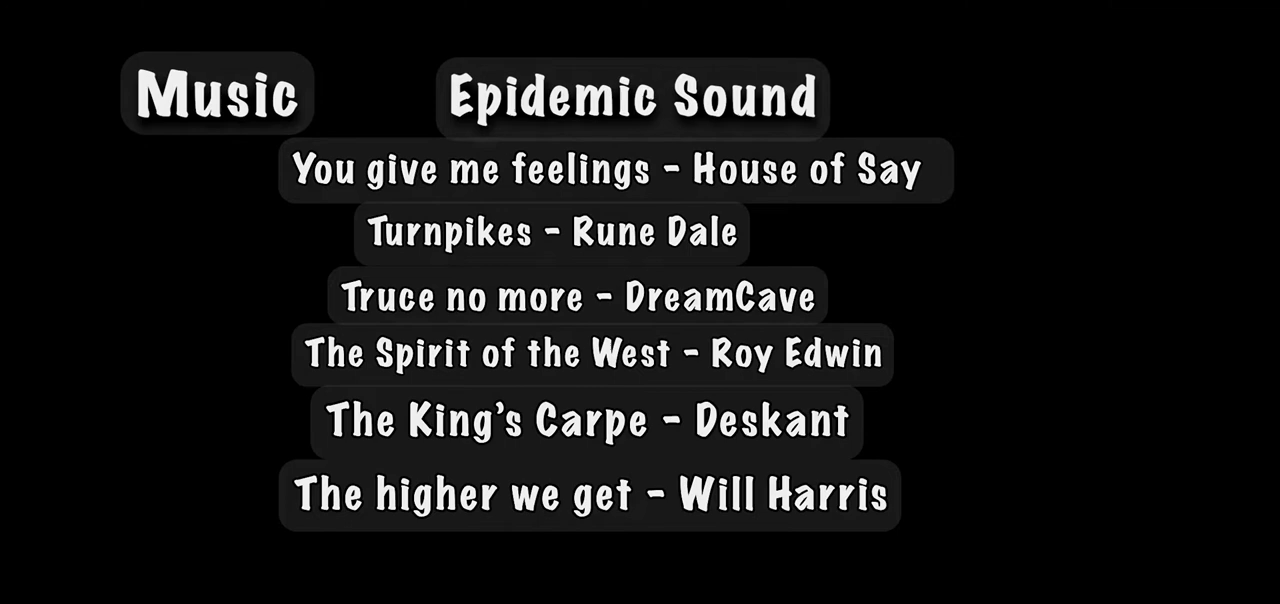 Music Epidemic Sound
You give me feelings - House of Say
Turnpikes - Rune Dale
Truce no more - DreamCave
The Spirit of the West - Roy Edwin
The King’s Carpe - Deskant
The higher we get - Will Harris